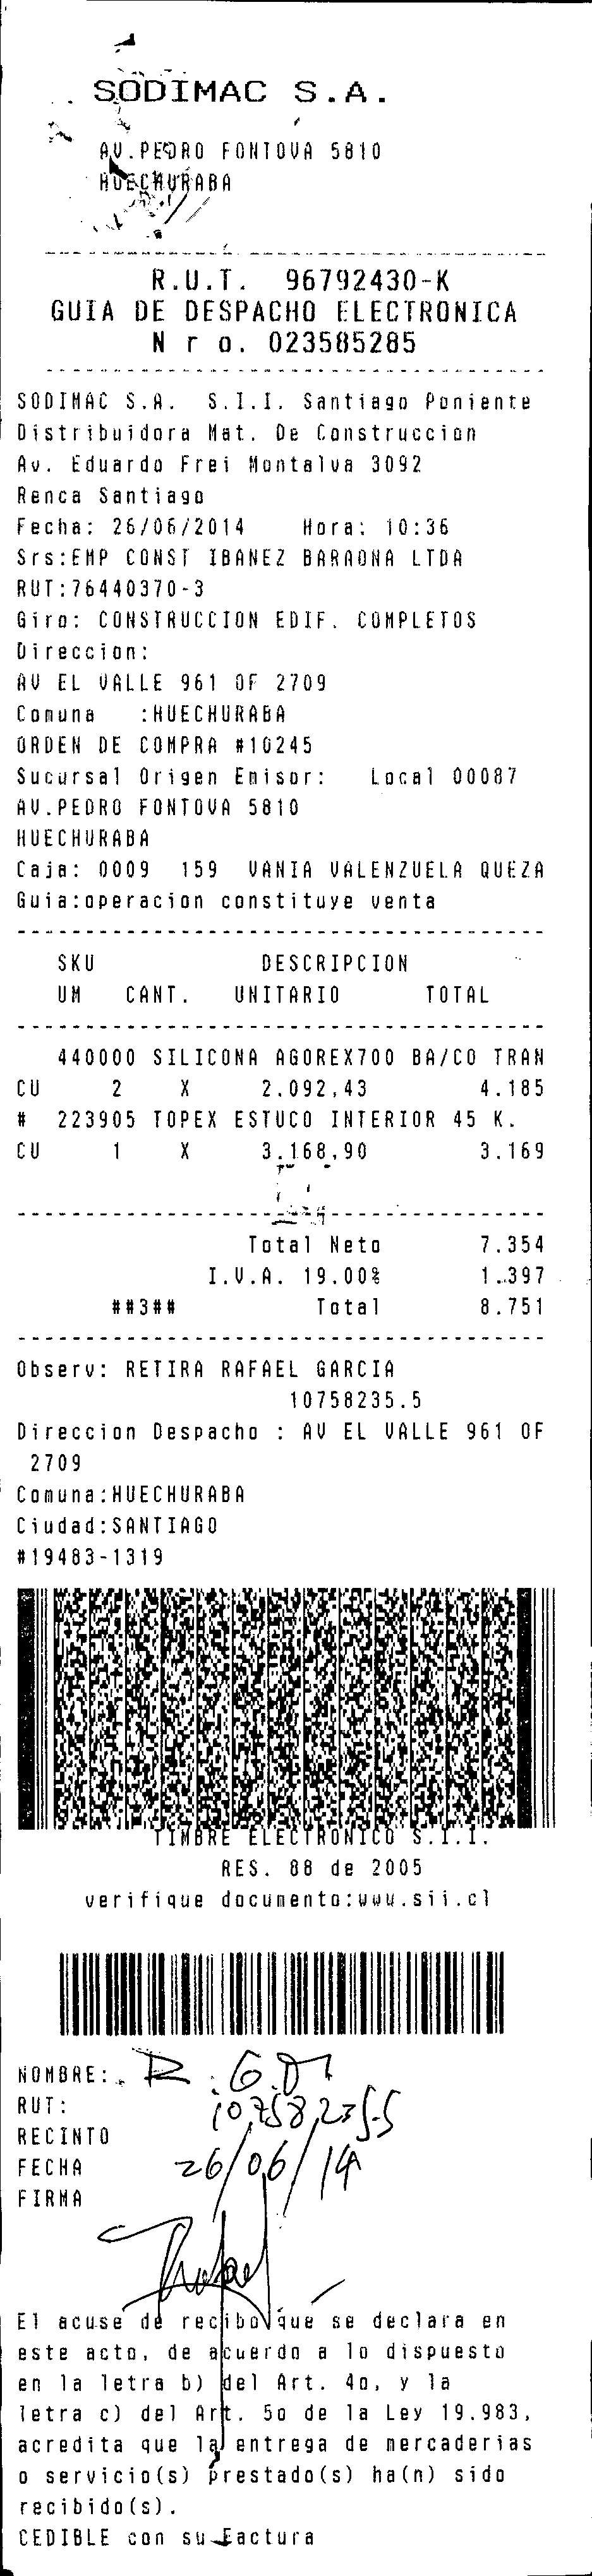 SODIMAC S.A.
AV.PEDRO FONTOVA 5810
HUECHURABA
R.U.T. 96792430-K
GUIA DE DESPACHO ELECTRONICA
N r o. 023585285
SODIMAC S.A. S.I.I. Santiago Poniente
Distribuidora Mat. De Construccion
Av. Eduardo Frei Montalva 3092
Renca Santiago
Fecha: 26/06/2014 Hora: 10:36
Srs:EMP CONST IBANEZ BARAONA LTDA
RUT:76440370-3
Giro: CONSTRUCCION EDIF. COMPLETOS
Direccion:
AV EL VALLE 961 OF 2709
Comuna :HUECHURABA
ORDEN DE COMPRA #10245
Sucursal Origen Emisor: Local 00087
AV.PEDRO FONTOVA 5810
HUECHURABA
Caja: 0009 159 VANIA VALENZUELA QUEZA
Guia:operacion constituye venta
SKU DESCRIPCION
UM CANT. UNITARIO TOTAL
440000 SILICONA AGOREX700 BA/CO TRAN
CU 2 X 2.092,43 4.185
# 223905 TOPEX ESTUCO INTERIOR 45 K.
CU 1 X 3.168,90 3.169
Total Neto 7.354
I.V.A. 19.00% 1.397
##3## Total 8.751
Observ: RETIRA RAFAEL GARCIA
10758235.5
Direccion Despacho : AV EL VALLE 961 OF
2709
Comuna:HUECHURABA
Ciudad:SANTIAGO
#19483-1319
TIMBRE ELECTRONICO S.I.I.
RES. 88 de 2005
verifique documento:www.sii.cl
NOMBRE: R. G.
RUT: 10758235-5
RECINTO
FECHA 26/06/14
FIRMA
Rafael
El acuse de recibo que se declara en
este acto, de acuerdo a lo dispuesto
en la letra b) del Art. 4o, y la
letra c) del Art. 5o de la Ley 19.983,
acredita que la entrega de mercaderias
o servicio(s) prestado(s) ha(n) sido
recibido(s).
CEDIBLE con su Factura